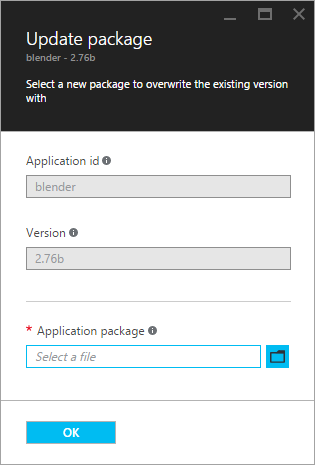 Update package
blender - 2.76b
Select a new package to overwrite the existing version
with
Application id
blender
Version
2.76b
* Application package
Select a file
OK